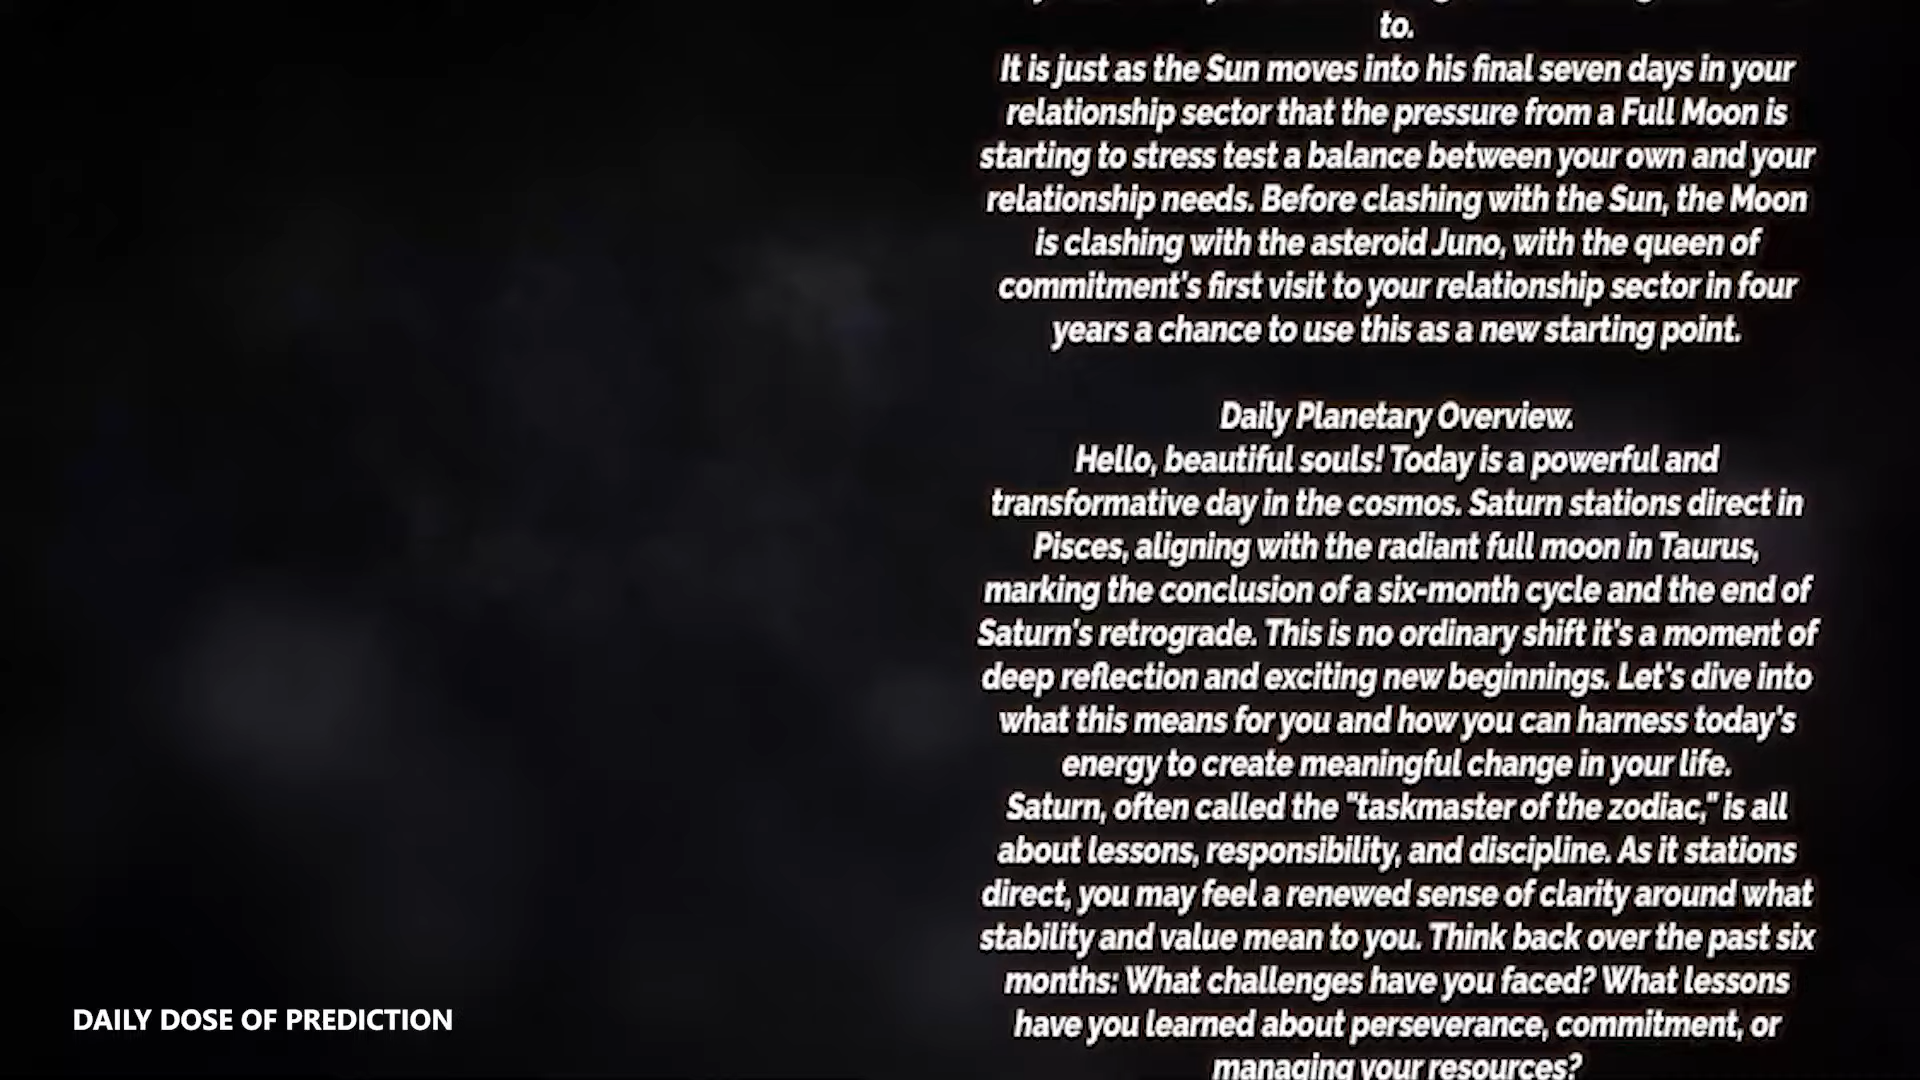 to.
It is just as the Sun moves into his final seven days in your
relationship sector that the pressure from a Full Moon is
starting to stress test a balance between your own and your
relationship needs. Before clashing with the Sun, the Moon
is clashing with the asteroid Juno, with the queen of
commitment's first visit to your relationship sector in four
years a chance to use this as a new starting point.
Daily Planetary Overview.
Hello, beautiful souls! Today is a powerful and
transformative day in the cosmos. Saturn stations direct in
Pisces, aligning with the radiant full moon in Taurus,
marking the conclusion of a six-month cycle and the end of
Saturn's retrograde. This is no ordinary shift it's a moment of
deep reflection and exciting new beginnings. Let's dive into
what this means for you and how you can harness today's
energy to create meaningful change in your life.
Saturn, often called the "taskmaster of the zodiac," is all
about lessons, responsibility, and discipline. As it stations
direct, you may feel a renewed sense of clarity around what
stability and value mean to you. Think back over the past six
months: What challenges have you faced? What lessons
have you learned about perseverance, commitment, or
managing your resources?
DAILY DOSE OF PREDICTION